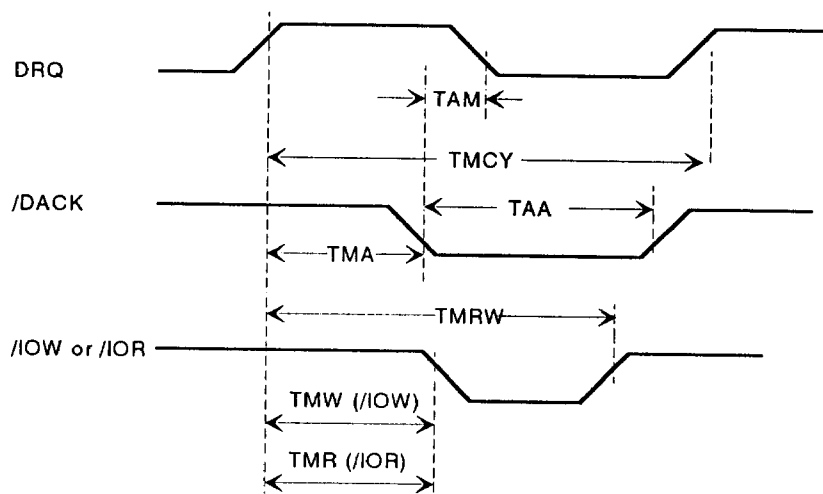 DRQ
TAM
TMCY
/DACK
TAA
TMA
TMRW
/IOW or /IOR
TMW (/IOW)
TMR (/IOR)